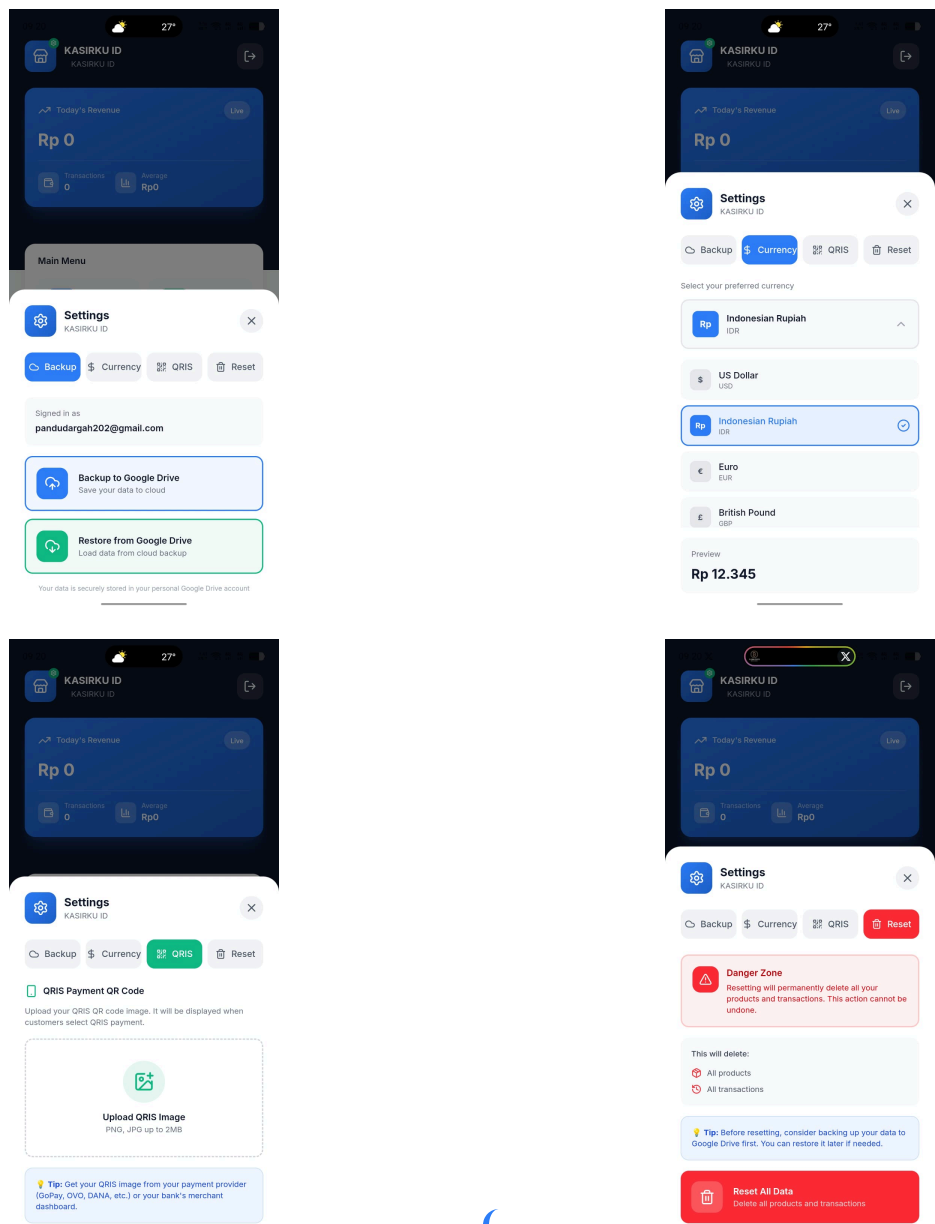 27°
KASIRKU ID
KASIRKU ID
Today's Revenue
Live
Rp 0
Transactions
0
Average
Rp0
Main Menu
Settings
KASIRKU ID
Backup
Currency
QRIS
Reset
Signed in as
pandudargah202@gmail.com
Backup to Google Drive
Save your data to cloud
Restore from Google Drive
Load data from cloud backup
Your data is securely stored in your personal Google Drive account
27°
KASIRKU ID
KASIRKU ID
Today's Revenue
Live
Rp 0
Settings
KASIRKU ID
Backup
$ Currency
QRIS
Reset
Select your preferred currency
Rp
Indonesian Rupiah
IDR
$
US Dollar
USD
Rp
Indonesian Rupiah
IDR
€
Euro
EUR
£
British Pound
GBP
Preview
Rp 12.345
27°
KASIRKU ID
KASIRKU ID
Today's Revenue
Live
Rp 0
Transactions
0
Average
Rp0
Settings
KASIRKU ID
Backup
$ Currency
QRIS
Reset
QRIS Payment QR Code
Upload your QRIS QR code image. It will be displayed when
customers select QRIS payment.
Upload QRIS Image
PNG, JPG up to 2MB
Tip: Get your QRIS image from your payment provider
(GoPay, OVO, DANA, etc.) or your bank's merchant
dashboard.
KASIRKU ID
KASIRKU ID
Today's Revenue
Live
Rp 0
Transactions
0
Average
Rp0
Settings
KASIRKU ID
Backup
$ Currency
QRIS
Reset
Danger Zone
Resetting will permanently delete all your
products and transactions. This action cannot be
undone.
This will delete:
All products
All transactions
Tip: Before resetting, consider backing up your data to
Google Drive first. You can restore it later if needed.
Reset All Data
Delete all products and transactions